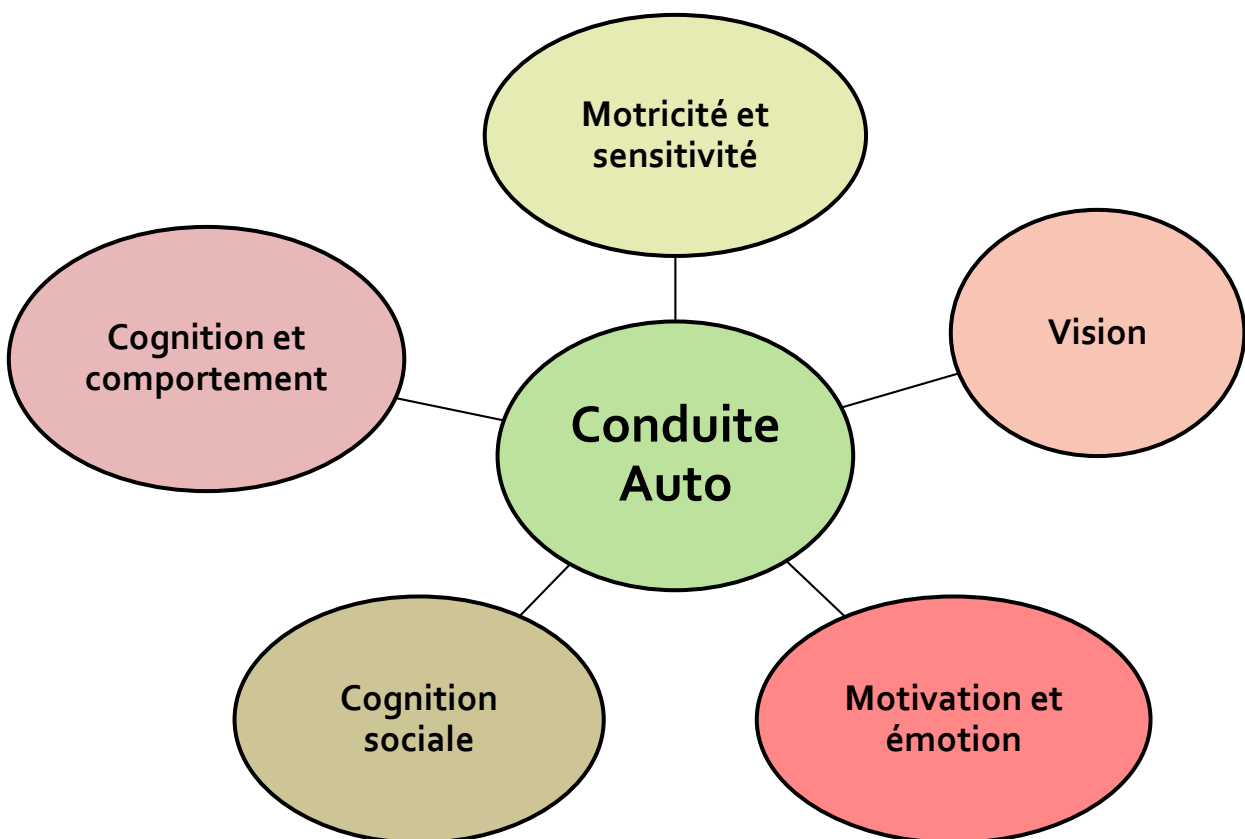 Motricité et
sensitivité
Vision
Cognition et
comportement
Conduite
Auto
Cognition
sociale
Motivation et
émotion